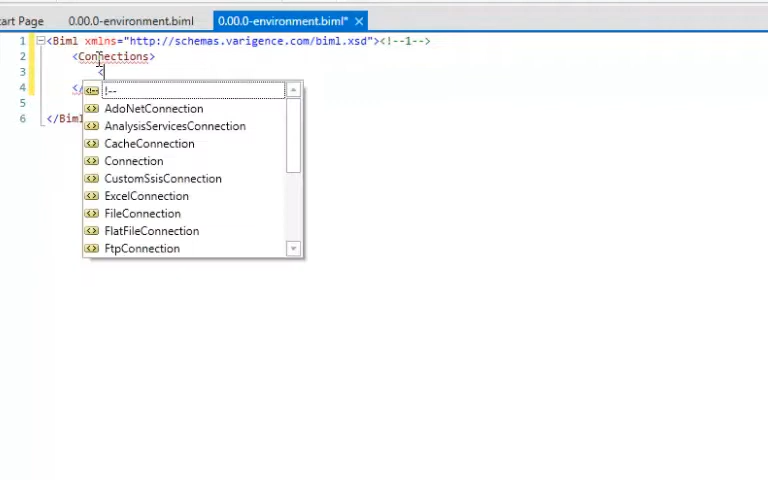 art Page 0.00.0-environment.biml 0.00.0-environment.biml*
1 <Biml xmlns="http://schemas.varigence.com/biml.xsd"><!--1-->
2 <Connections>
3 <
4 </
5
6 </Biml
!--
AdoNetConnection
AnalysisServicesConnection
CacheConnection
Connection
CustomSsisConnection
ExcelConnection
FileConnection
FlatFileConnection
FtpConnection